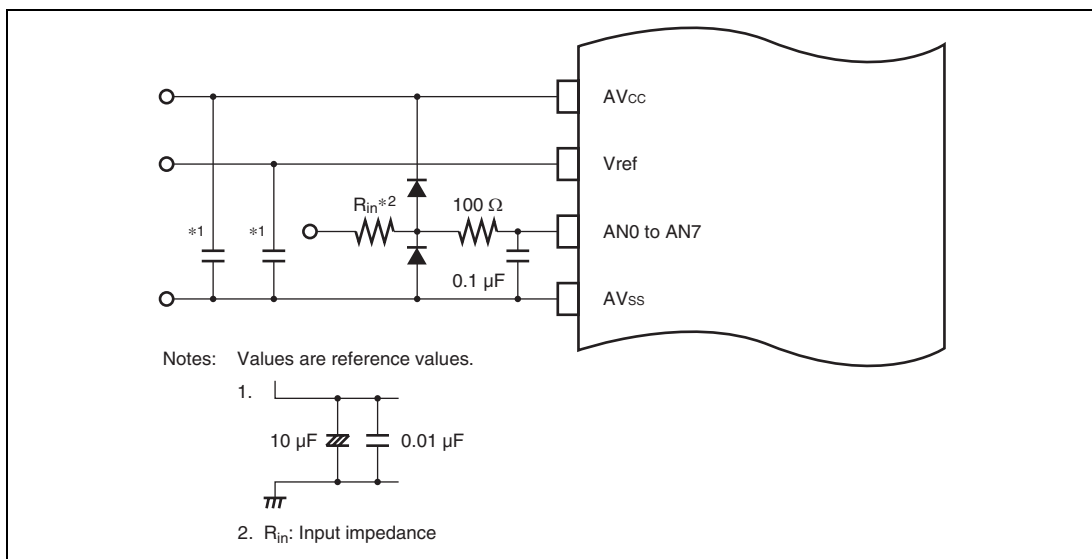 AVcc
Vref
Rin*2 100 Ω
*1 *1 AN0 to AN7
0.1 µF
AVss
Notes: Values are reference values.
1.
10 µF 0.01 µF
2. Rin: Input impedance